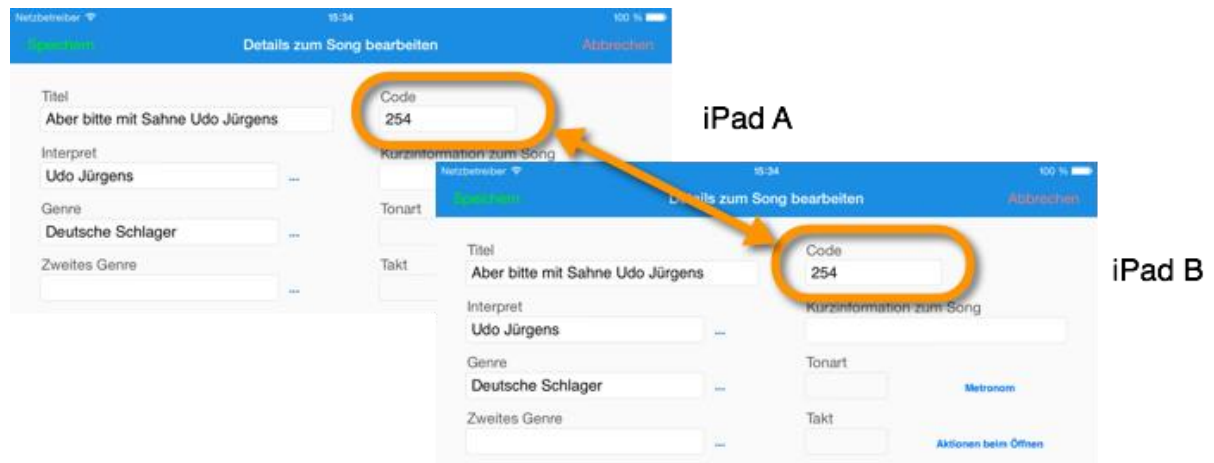 Netzbetreiber 15:34 100 %
Speichern Details zum Song bearbeiten Abbrechen
Titel Code
Aber bitte mit Sahne Udo Jürgens 254
Interpret Kurzinformation zum Song
Udo Jürgens ...
Genre Tonart
Deutsche Schlager ...
Zweites Genre Takt
...
iPad A
Netzbetreiber 15:34 100 %
Speichern Details zum Song bearbeiten Abbrechen
Titel Code
Aber bitte mit Sahne Udo Jürgens 254
Interpret Kurzinformation zum Song
Udo Jürgens ...
Genre Tonart
Deutsche Schlager ... Metronom
Zweites Genre Takt
... Aktionen beim Öffnen
iPad B